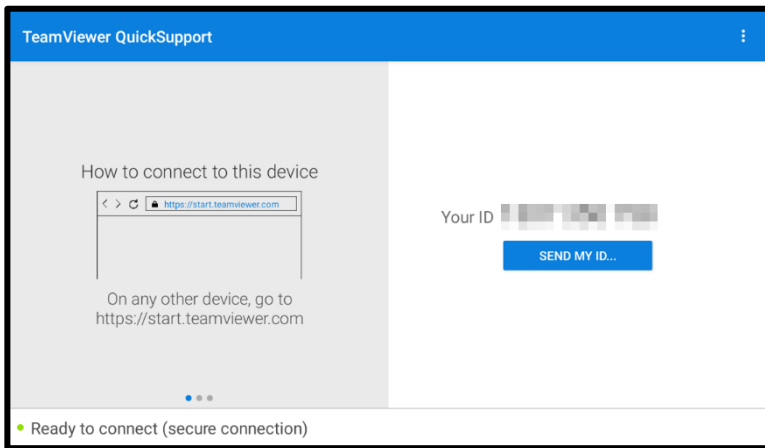 TeamViewer QuickSupport
How to connect to this device
https://start.teamviewer.com
On any other device, go to
https://start.teamviewer.com
Your ID
SEND MY ID...
Ready to connect (secure connection)